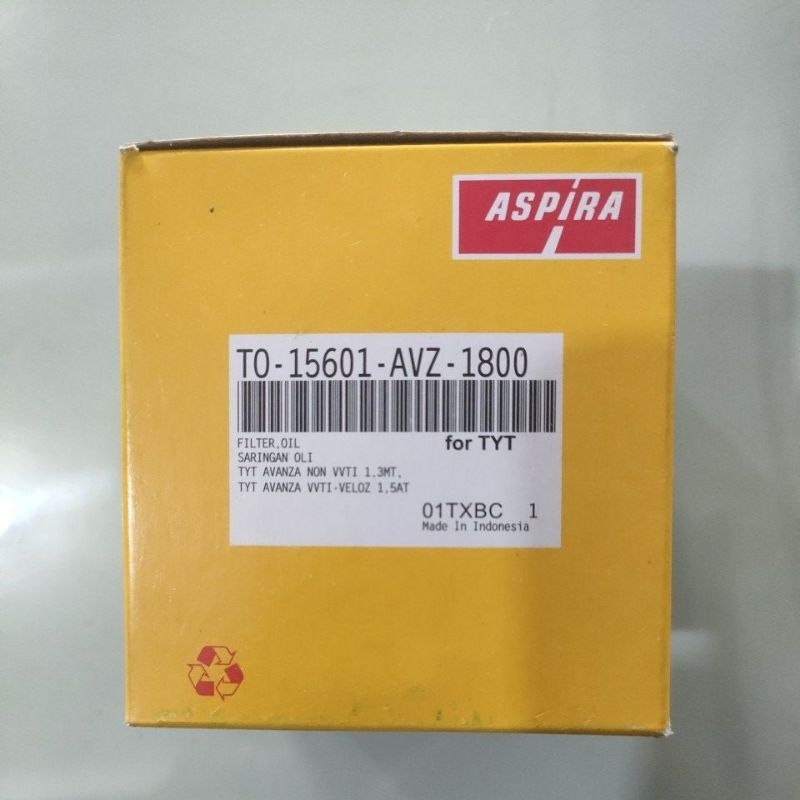 ASPIRA
TO-15601-AVZ-1800
FILTER,OIL for TYT
SARINGAN OLI
TYT AVANZA NON VVTI 1.3MT,
TYT AVANZA VVTI-VELOZ 1.5AT
01TXBC 1
Made In Indonesia